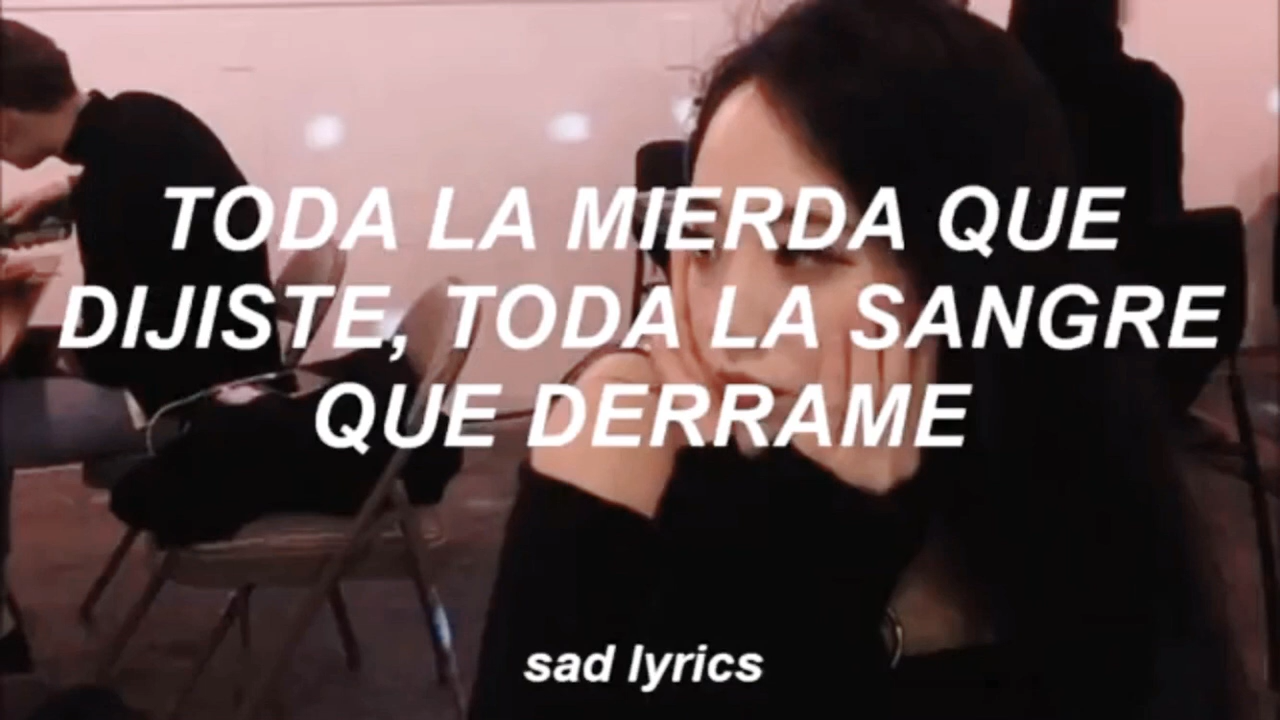 TODA LA MIERDA QUE
DIJISTE, TODA LA SANGRE
QUE DERRAME
sad lyrics